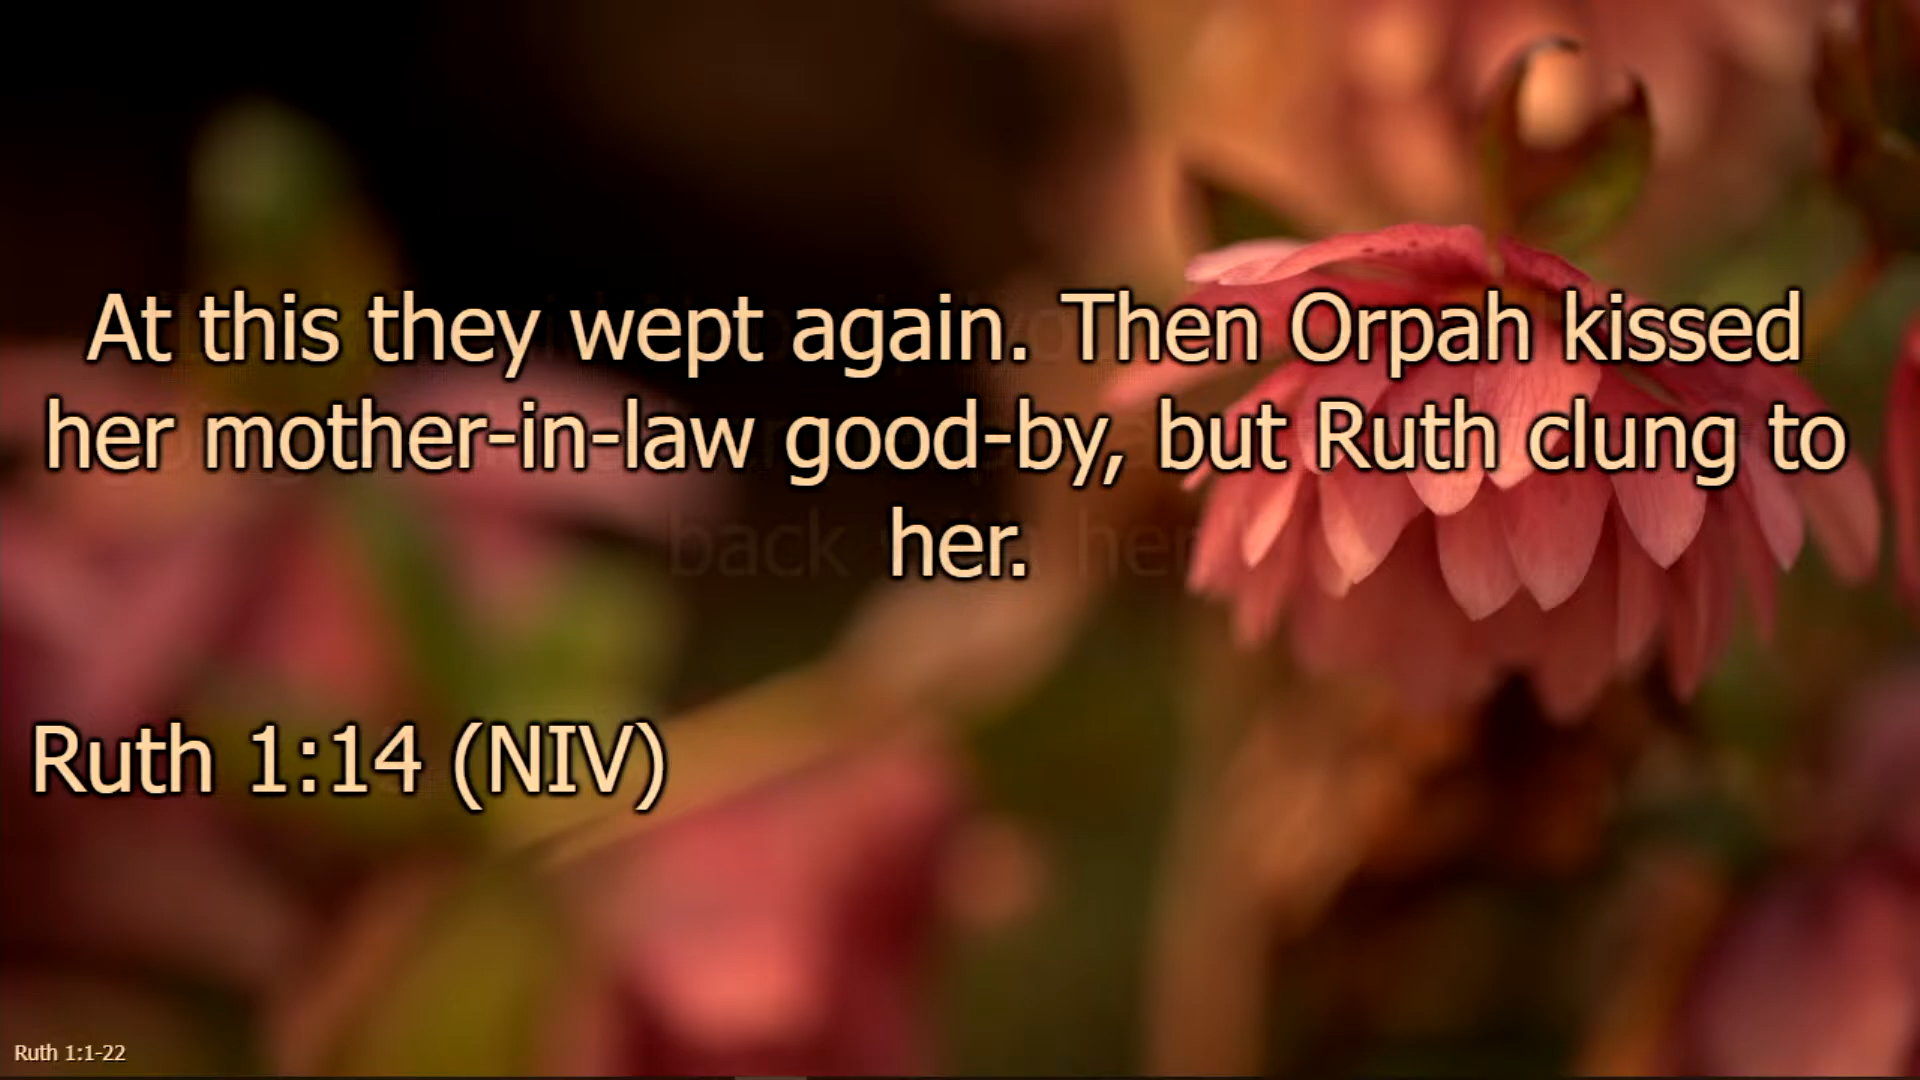 At this they wept again. Then Orpah kissed
her mother-in-law good-by, but Ruth clung to
her.
Ruth 1:14 (NIV)
Ruth 1:1-22